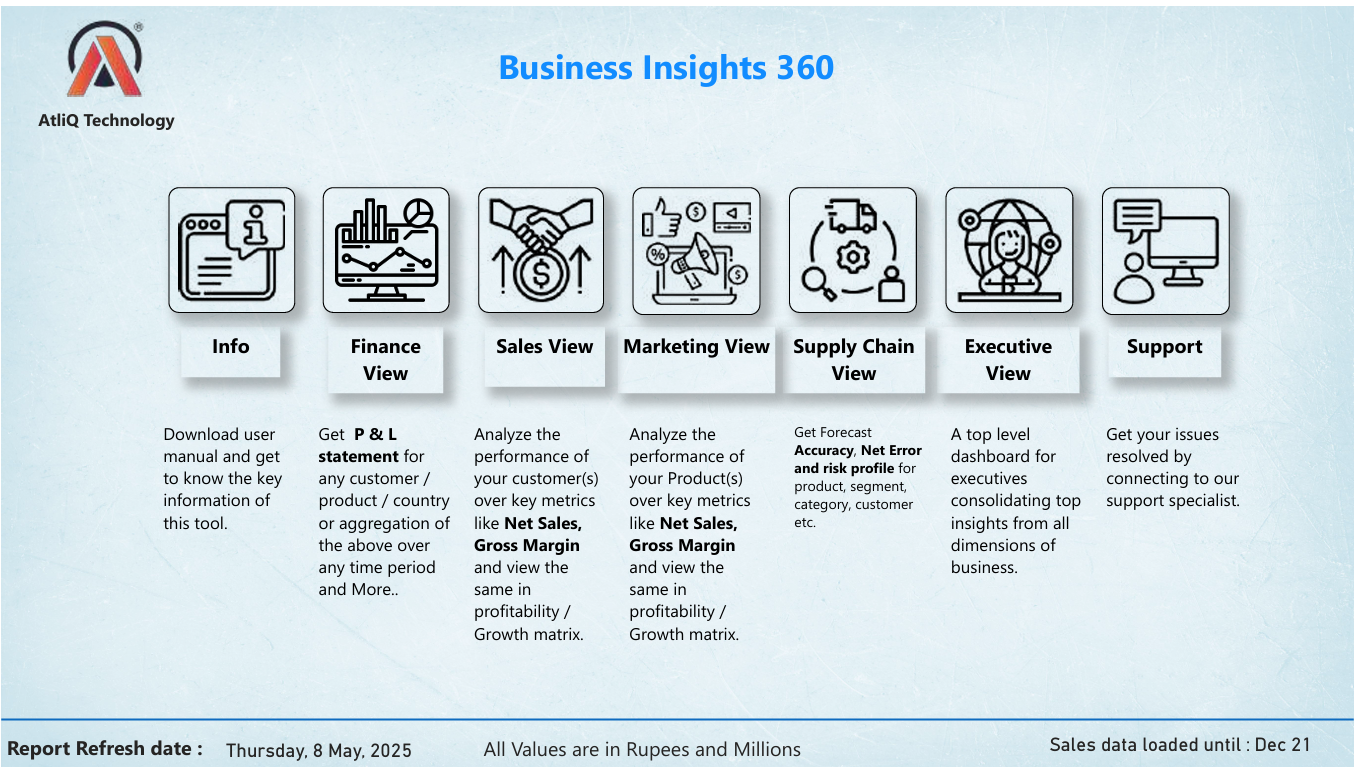 ®
Business Insights 360
AtliQ Technology
Info
Finance
View
Sales View
Marketing View
Supply Chain
View
Executive
View
Support
Download user
manual and get
to know the key
information of
this tool.
Get P & L
statement for
any customer /
product / country
or aggregation of
the above over
any time period
and More..
Analyze the
performance of
your customer(s)
over key metrics
like Net Sales,
Gross Margin
and view the
same in
profitability /
Growth matrix.
Analyze the
performance of
your Product(s)
over key metrics
like Net Sales,
Gross Margin
and view the
same in
profitability /
Growth matrix.
Get Forecast
Accuracy, Net Error
and risk profile for
product, segment,
category, customer
etc.
A top level
dashboard for
executives
consolidating top
insights from all
dimensions of
business.
Get your issues
resolved by
connecting to our
support specialist.
Report Refresh date : Thursday, 8 May, 2025 All Values are in Rupees and Millions Sales data loaded until : Dec 21